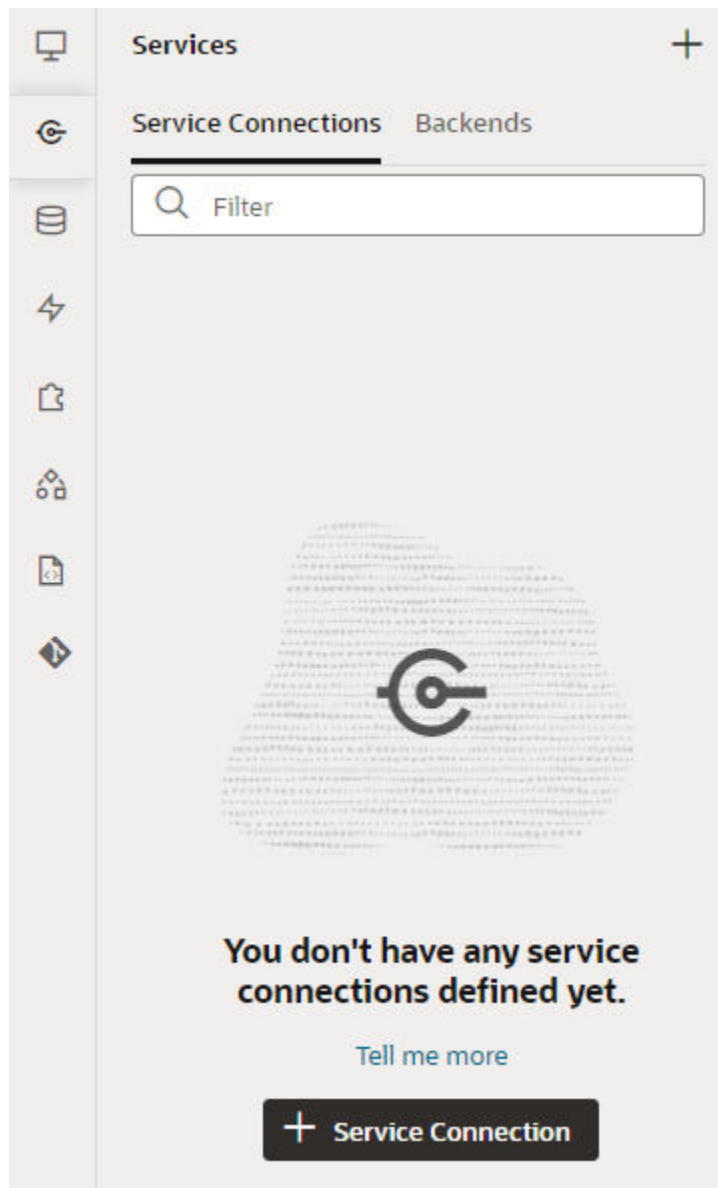 Services
Service Connections Backends
Filter
You don't have any service
connections defined yet.
Tell me more
Service Connection